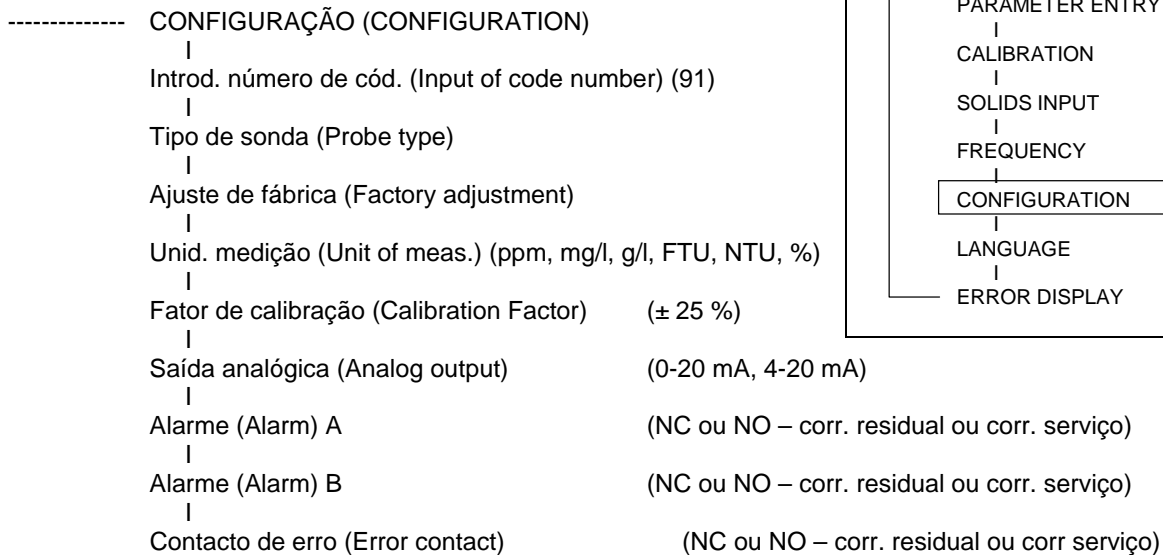 -------------- CONFIGURAÇÃO (CONFIGURATION)
I
Introd. número de cód. (Input of code number) (91)
I
Tipo de sonda (Probe type)
I
Ajuste de fábrica (Factory adjustment)
I
Unid. medição (Unit of meas.) (ppm, mg/l, g/l, FTU, NTU, %)
I
Fator de calibração (Calibration Factor) (± 25 %)
I
Saída analógica (Analog output) (0-20 mA, 4-20 mA)
I
Alarme (Alarm) A (NC ou NO – corr. residual ou corr. serviço)
I
Alarme (Alarm) B (NC ou NO – corr. residual ou corr. serviço)
I
Contacto de erro (Error contact) (NC ou NO – corr. residual ou corr serviço)
PARAMETER ENTRY
I
CALIBRATION
I
SOLIDS INPUT
I
FREQUENCY
I
CONFIGURATION
I
LANGUAGE
I
ERROR DISPLAY